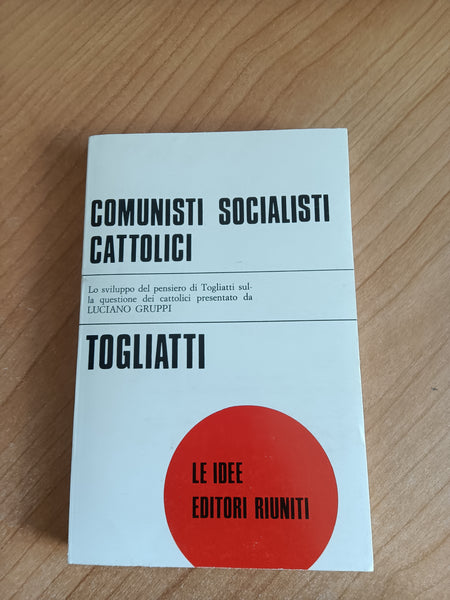 COMUNISTI SOCIALISTI
CATTOLICI
Lo sviluppo del pensiero di Togliatti sul-
la questione dei cattolici presentato da
LUCIANO GRUPPI
TOGLIATTI
LE IDEE
EDITORI RIUNITI